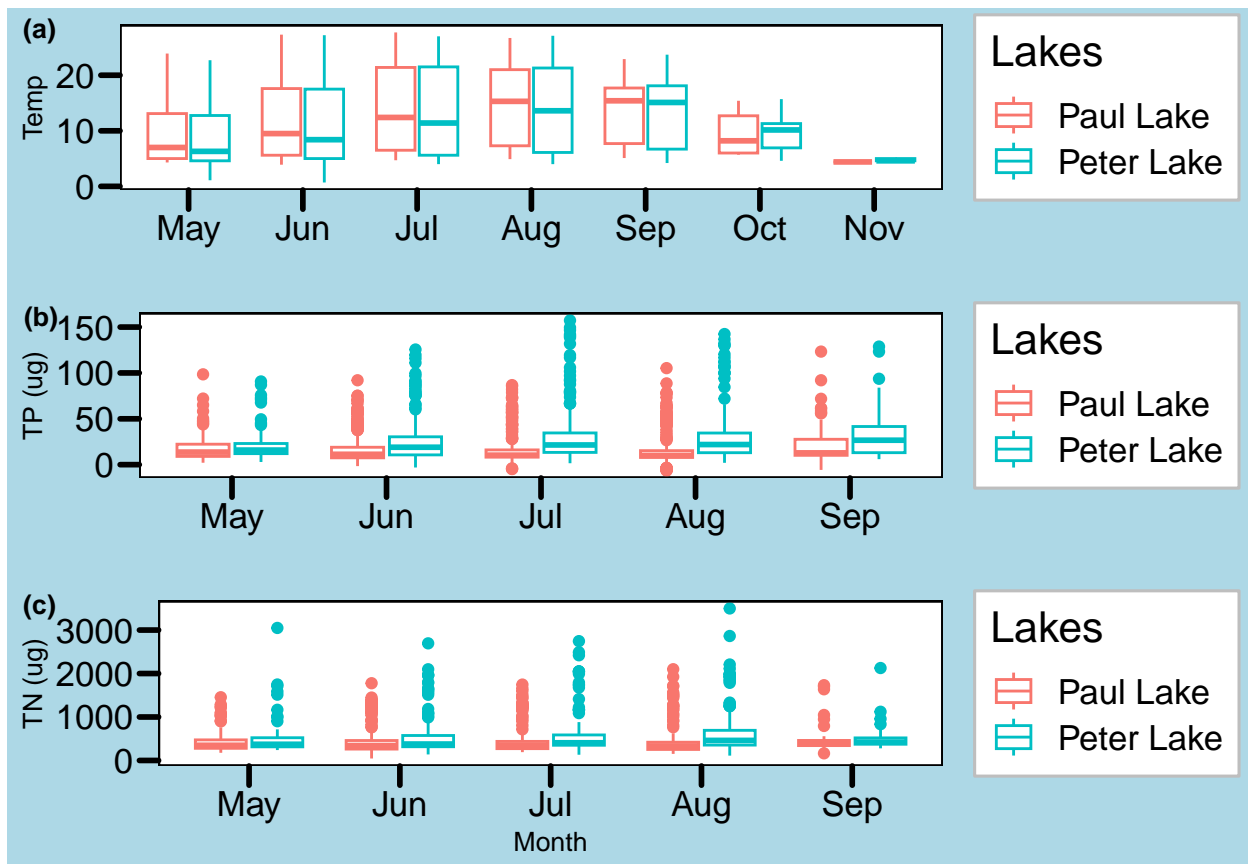 (a)
Temp
20
10
0
May Jun Jul Aug Sep Oct Nov
Lakes
Paul Lake
Peter Lake
(b)
TP (ug)
150
100
50
0
May Jun Jul Aug Sep
Lakes
Paul Lake
Peter Lake
(c)
TN (ug)
3000
2000
1000
0
May Jun Jul Aug Sep
Month
Lakes
Paul Lake
Peter Lake